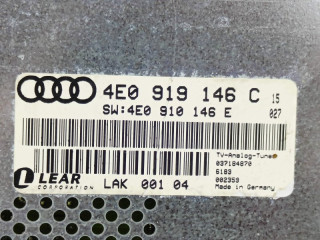 4E0 919 146 C 15
SW:4E0 910 146 E 027
TV-Analog-Tuner
037184870
6183
002359
Made in Germany
LEAR
CORPORATION
LAK 001 04